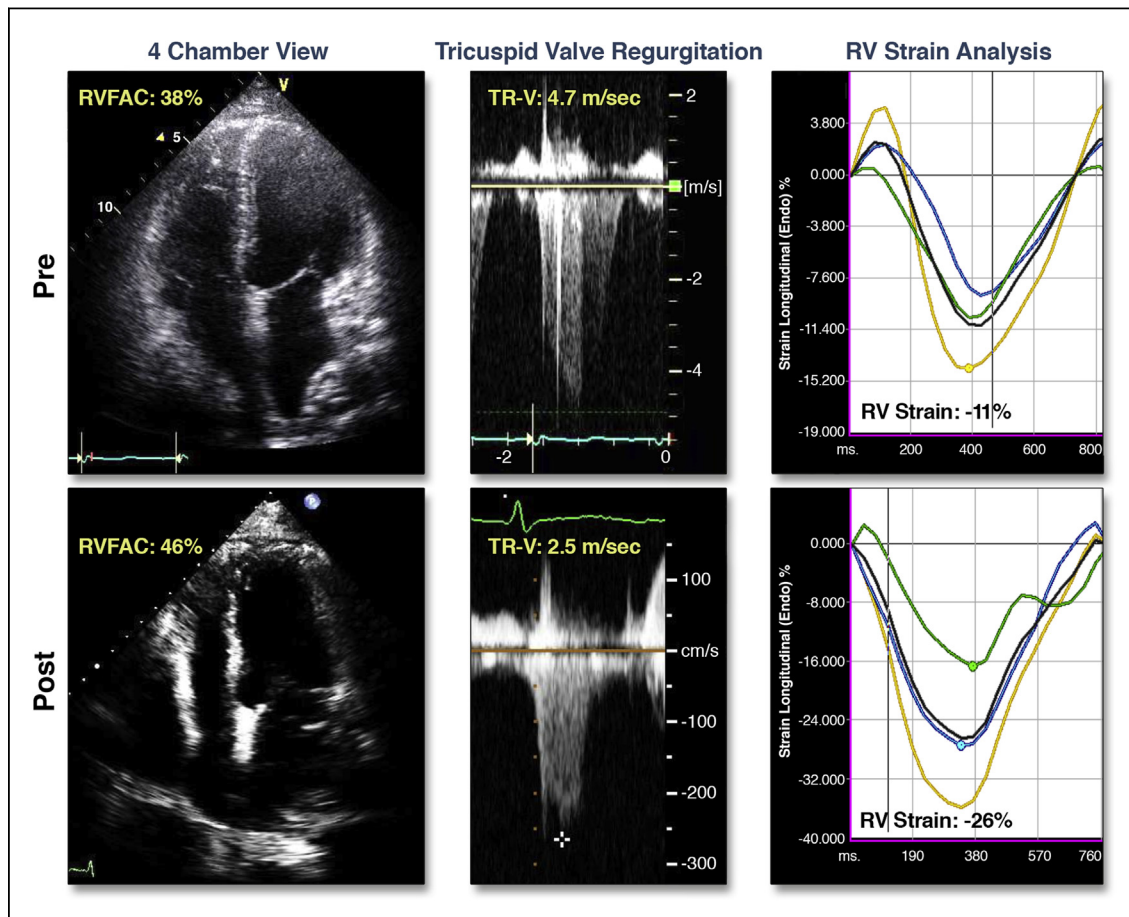 4 Chamber View
Tricuspid Valve Regurgitation
RV Strain Analysis
Pre
RVFAC: 38%
V
5
10
TR-V: 4.7 m/sec
2
[m/s]
-2
-4
-2
0
Strain Longitudinal (Endo) %
3.800
0.000
-3.800
-7.600
-11.400
-15.200
-19.000
RV Strain: -11%
ms.
200
400
600
800
Post
RVFAC: 46%
P
TR-V: 2.5 m/sec
100
cm/s
-100
-200
-300
Strain Longitudinal (Endo) %
0.000
-8.000
-16.000
-24.000
-32.000
-40.000
RV Strain: -26%
ms.
190
380
570
760